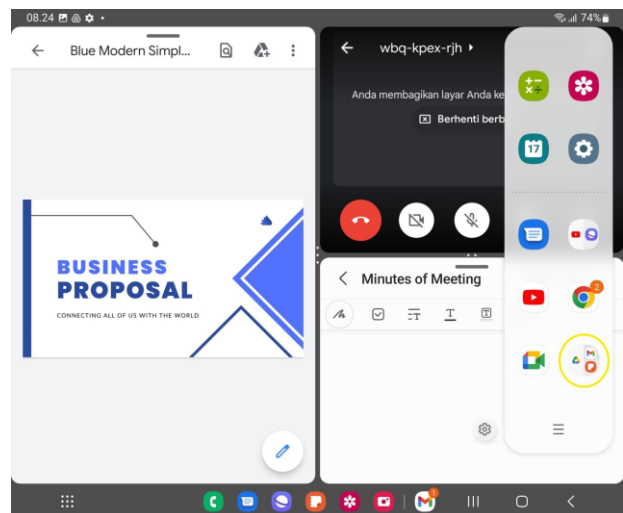 08.24
74%
Blue Modern Simpl...
BUSINESS
PROPOSAL
CONNECTING ALL OF US WITH THE WORLD
wbq-kpex-rjh
Anda membagikan layar Anda ke
Berhenti berb
Minutes of Meeting
T
T
T
17
2
1